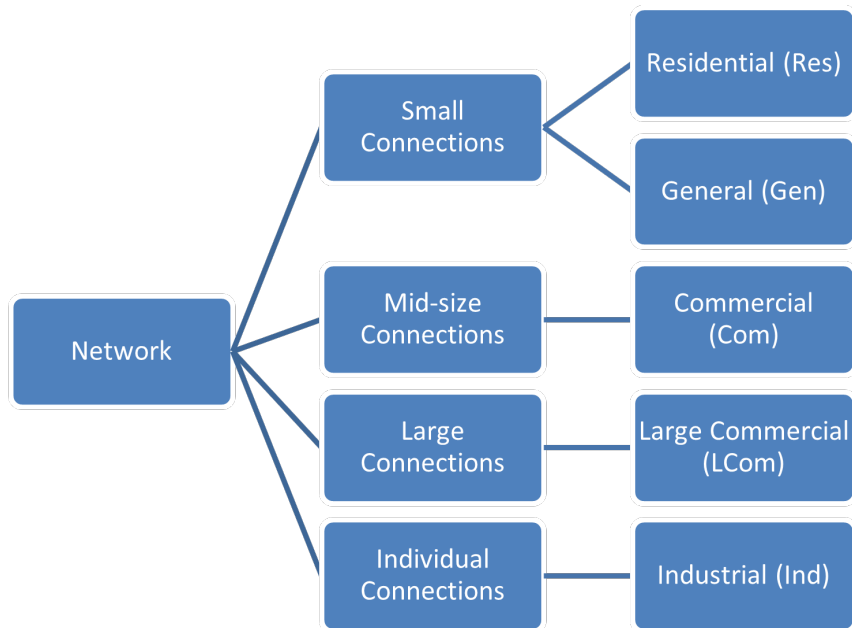 Network
Small
Connections
Residential (Res)
General (Gen)
Mid-size
Connections
Commercial
(Com)
Large
Connections
Large Commercial
(LCom)
Individual
Connections
Industrial (Ind)